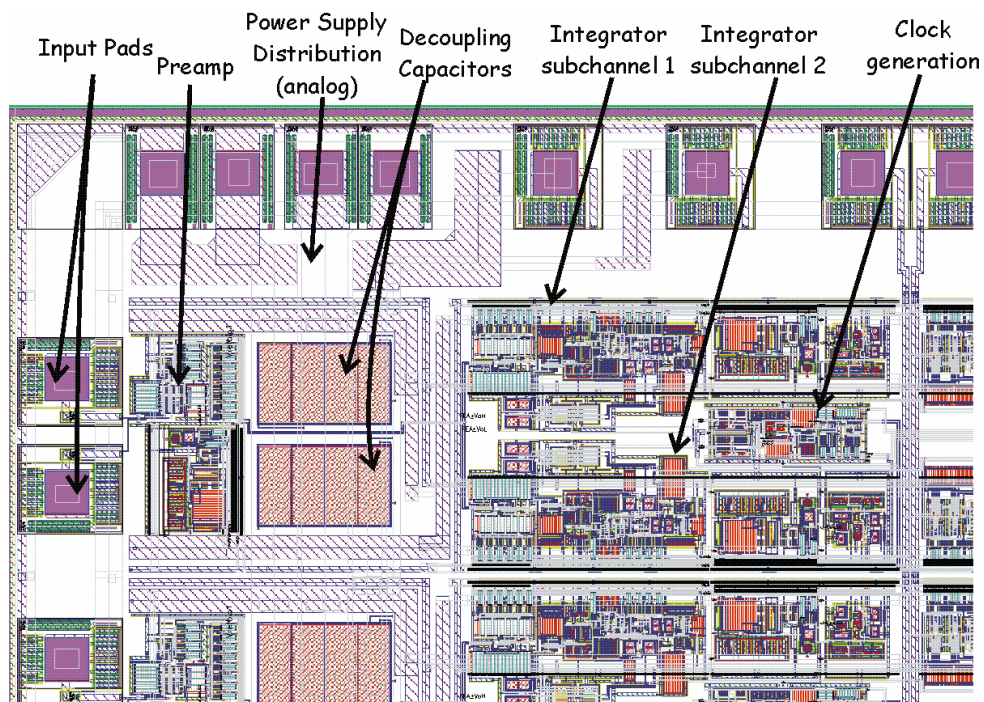 Input Pads
Preamp
Power Supply
Distribution
(analog)
Decoupling
Capacitors
Integrator
subchannel 1
Integrator
subchannel 2
Clock
generation